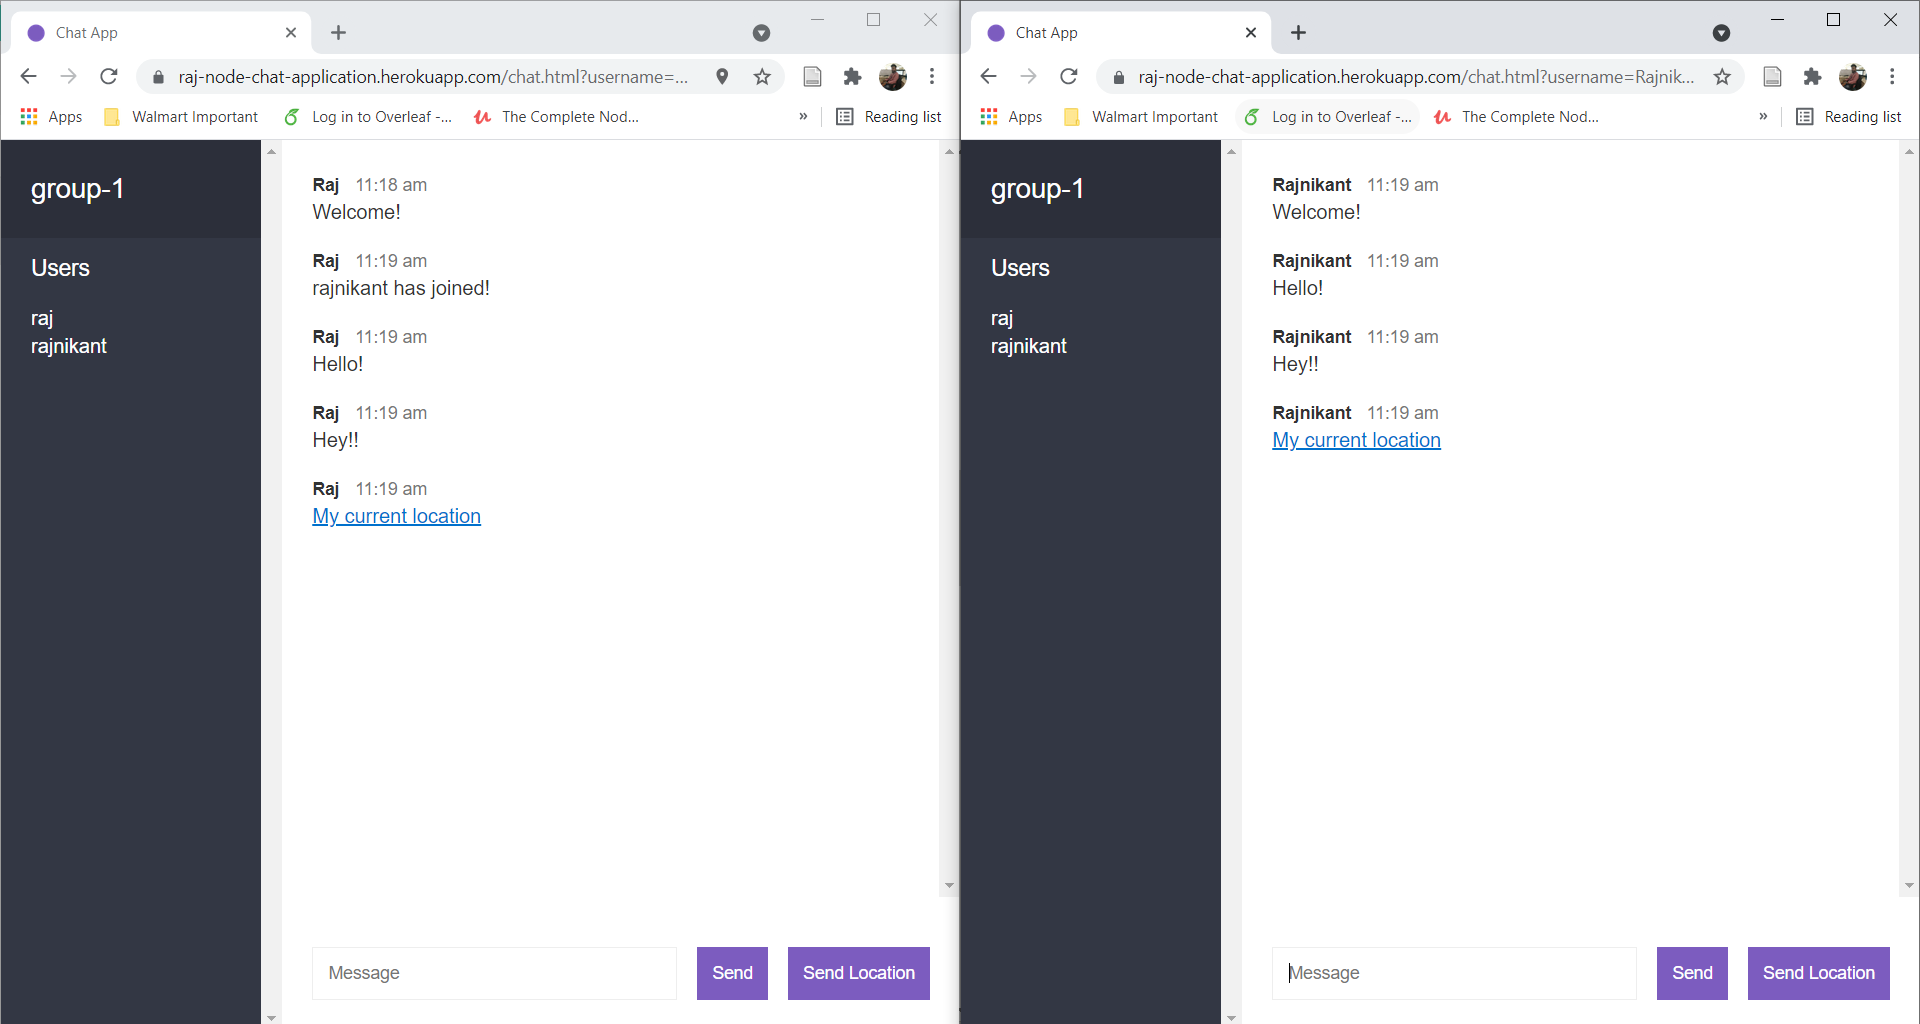 Chat App
raj-node-chat-application.herokuapp.com/chat.html?username=...
Apps
Walmart Important
Log in to Overleaf -...
The Complete Nod...
»
Reading list
group-1
Users
raj
rajnikant
Raj 11:18 am
Welcome!
Raj 11:19 am
rajnikant has joined!
Raj 11:19 am
Hello!
Raj 11:19 am
Hey!!
Raj 11:19 am
My current location
Message
Send
Send Location
Chat App
raj-node-chat-application.herokuapp.com/chat.html?username=Rajnik...
Apps
Walmart Important
Log in to Overleaf -...
The Complete Nod...
»
Reading list
group-1
Users
raj
rajnikant
Rajnikant 11:19 am
Welcome!
Rajnikant 11:19 am
Hello!
Rajnikant 11:19 am
Hey!!
Rajnikant 11:19 am
My current location
Message
Send
Send Location